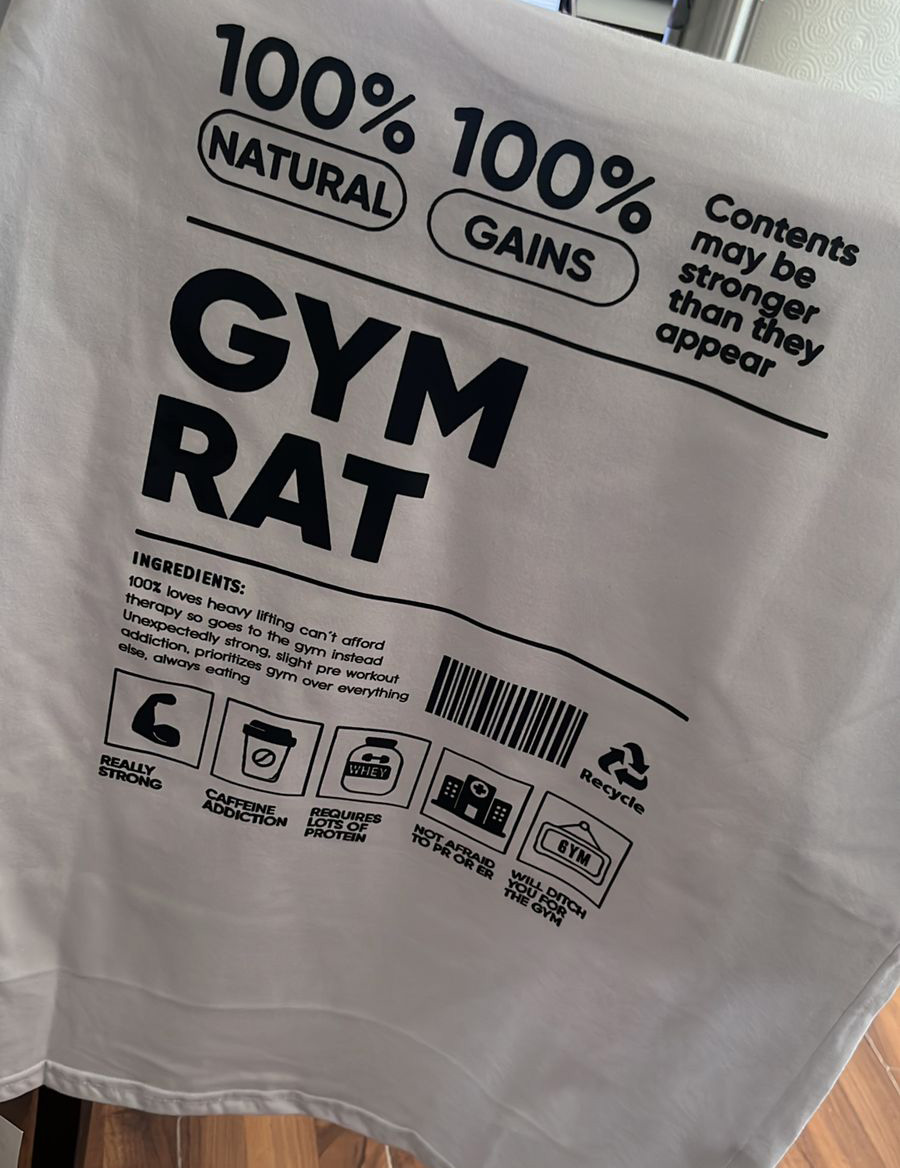 100% 100%
NATURAL GAINS
Contents
may be
stronger
than they
appear
GYM
RAT
INGREDIENTS:
100% loves heavy lifting can't afford
therapy so goes to the gym instead
Unexpectedly strong, slight pre workout
addiction, prioritizes gym over everything
else, always eating
Recycle
WHEY
GYM
REALLY
STRONG
CAFFEINE
ADDICTION
REQUIRES
LOTS OF
PROTEIN
NOT AFRAID
TO PR OR ER
WILL DITCH
YOU FOR
THE GYM